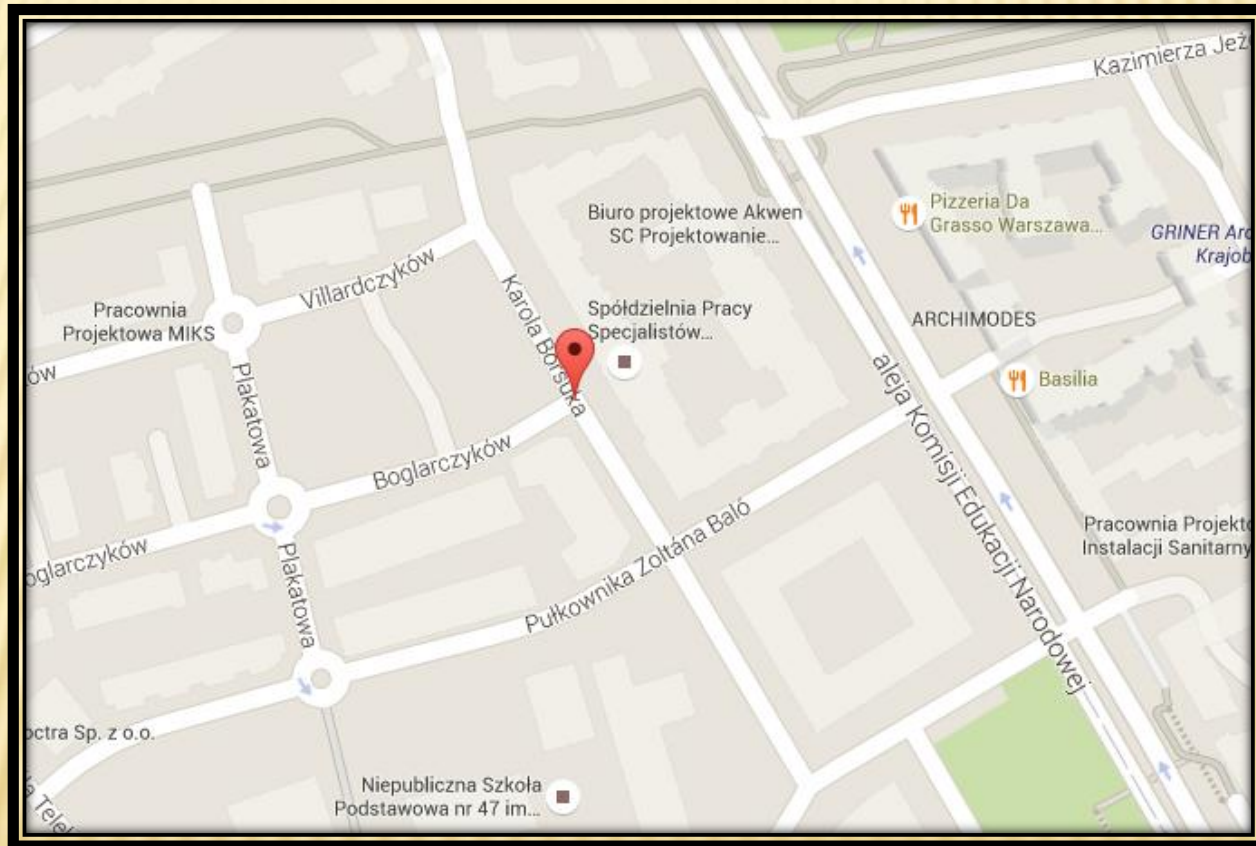 Kazimierza Jeż
Biuro projektowe Akwen
SC Projektowanie...
Pizzeria Da
Grasso Warszawa...
GRINER Arc
Krajob
Villardczyków
Karola Borsuka
Pracownia
Projektowa MIKS
Spółdzielnia Pracy
Specjalistów...
ARCHIMODES
ów
Plakatowa
aleja Komisji Edukacji Narodowej
Basilia
Boglarczyków
Pułkownika Zoltána Baló
Pracownia Projekto
Instalacji Sanitarny
oglarczyków
Plakatowa
octra Sp. z o.o.
Niepubliczna Szkoła
Podstawowa nr 47 im...